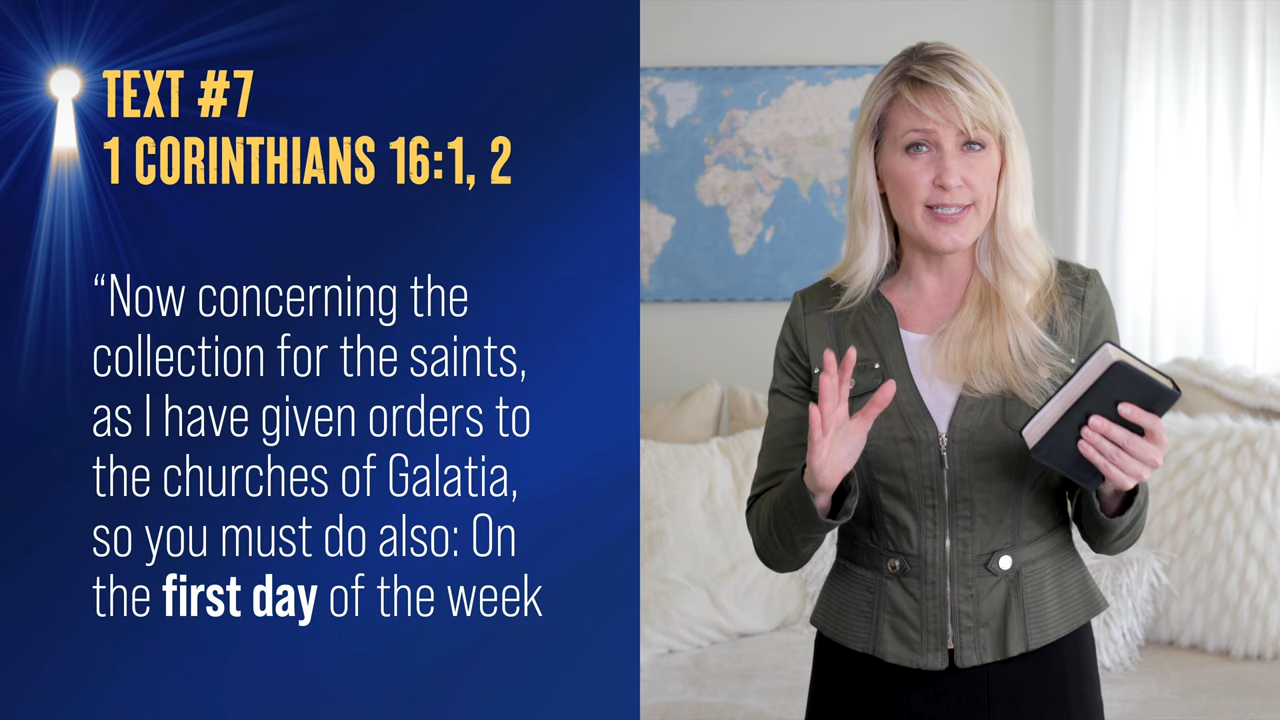 TEXT #7
1 CORINTHIANS 16:1, 2
“Now concerning the
collection for the saints,
as I have given orders to
the churches of Galatia,
so you must do also: On
the first day of the week